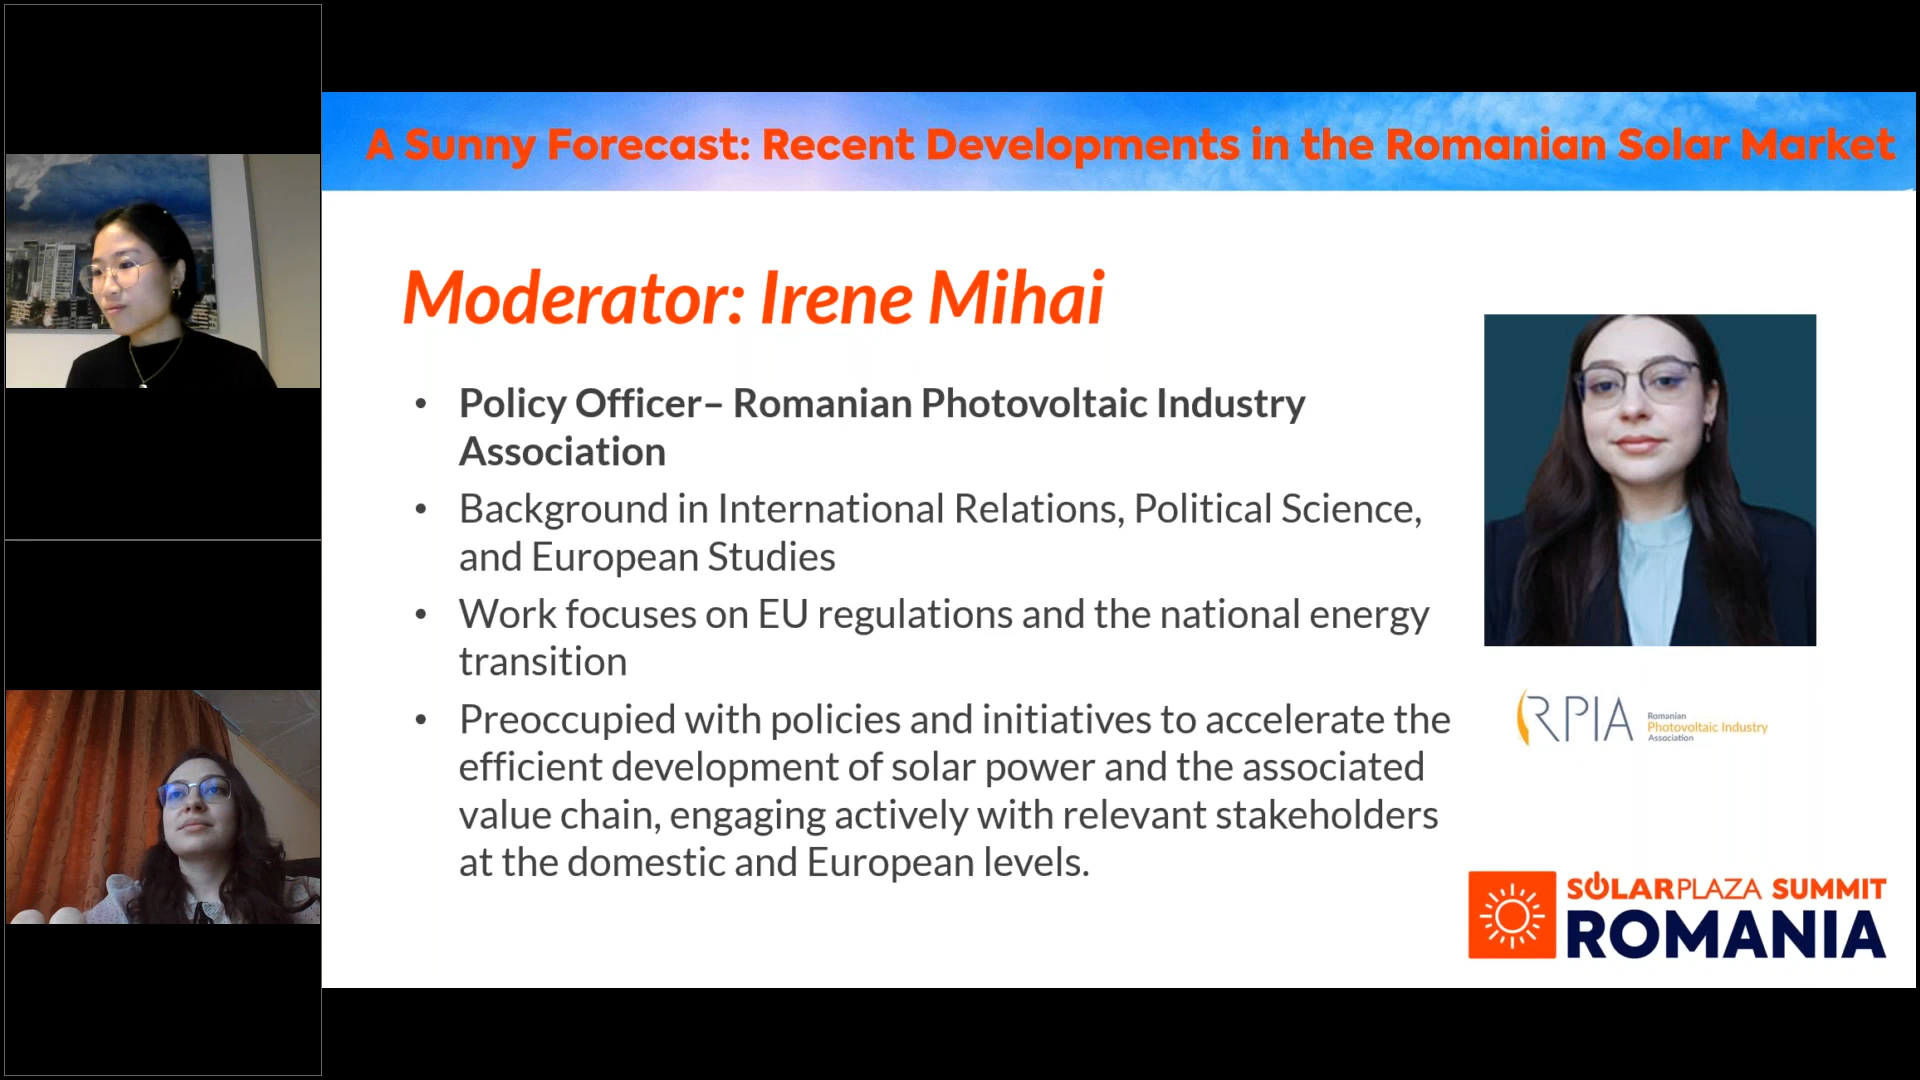 A Sunny Forecast: Recent Developments in the Romanian Solar Market
Moderator: Irene Mihai
• Policy Officer– Romanian Photovoltaic Industry
Association
• Background in International Relations, Political Science,
and European Studies
• Work focuses on EU regulations and the national energy
transition
• Preoccupied with policies and initiatives to accelerate the
efficient development of solar power and the associated
value chain, engaging actively with relevant stakeholders
at the domestic and European levels.
RPIA
Romanian
Photovoltaic Industry
Association
SOLARPLAZA SUMMIT
ROMANIA